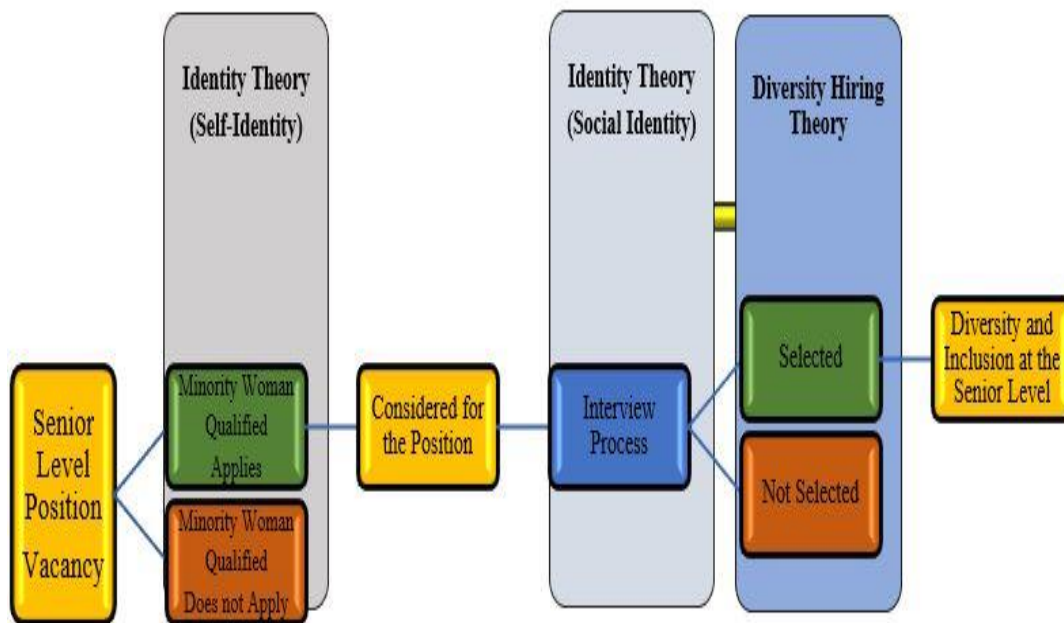 Identity Theory
(Self-Identity)
Identity Theory
(Social Identity)
Diversity Hiring
Theory
Senior
Level
Position
Vacancy
Minority Woman
Qualified
Applies
Minority Woman
Qualified
Does not Apply
Considered for
the Position
Interview
Process
Selected
Not Selected
Diversity and
Inclusion at the
Senior Level